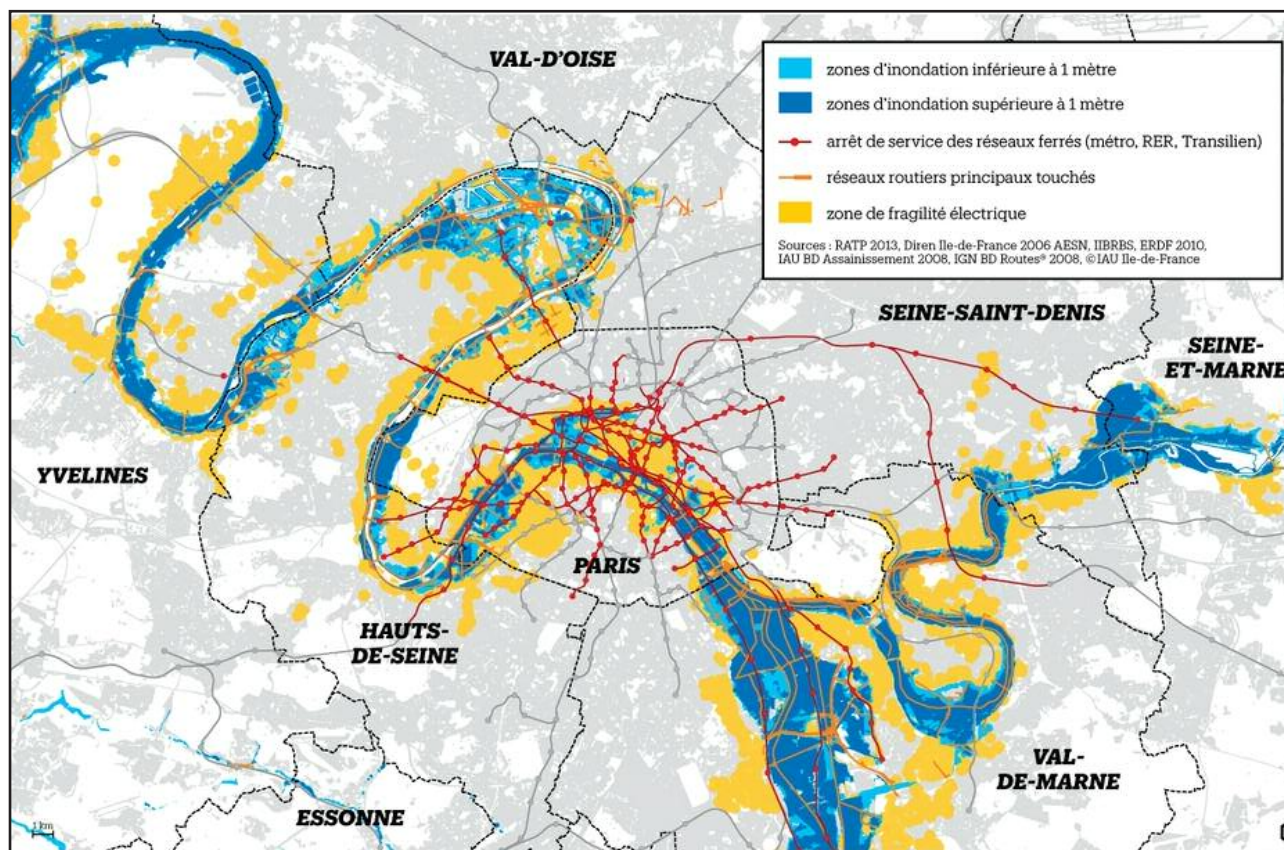 VAL-D'OISE
zones d'inondation inférieure à 1 mètre
zones d'inondation supérieure à 1 mètre
arrêt de service des réseaux ferrés (métro, RER, Transilien)
réseaux routiers principaux touchés
zone de fragilité électrique
Sources : RATP 2013, Diren Ile-de-France 2006 AESN, IIBRBS, ERDF 2010,
IAU BD Assainissement 2008, IGN BD Routes® 2008, ©IAU Ile-de-France
SEINE-SAINT-DENIS
SEINE-
ET-MARNE
YVELINES
PARIS
HAUTS-
DE-SEINE
VAL-
DE-MARNE
ESSONNE
1 km